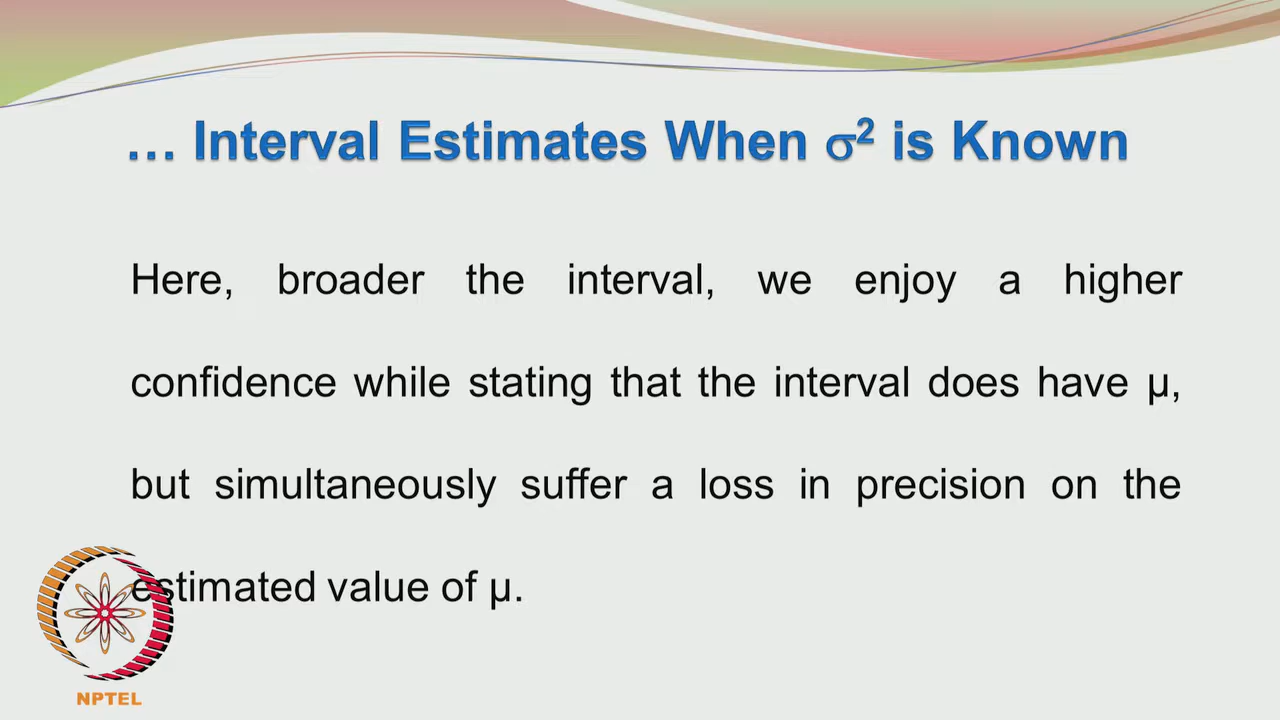 … Interval Estimates When σ² is Known
Here, broader the interval, we enjoy a higher
confidence while stating that the interval does have μ,
but simultaneously suffer a loss in precision on the
estimated value of μ.
NPTEL